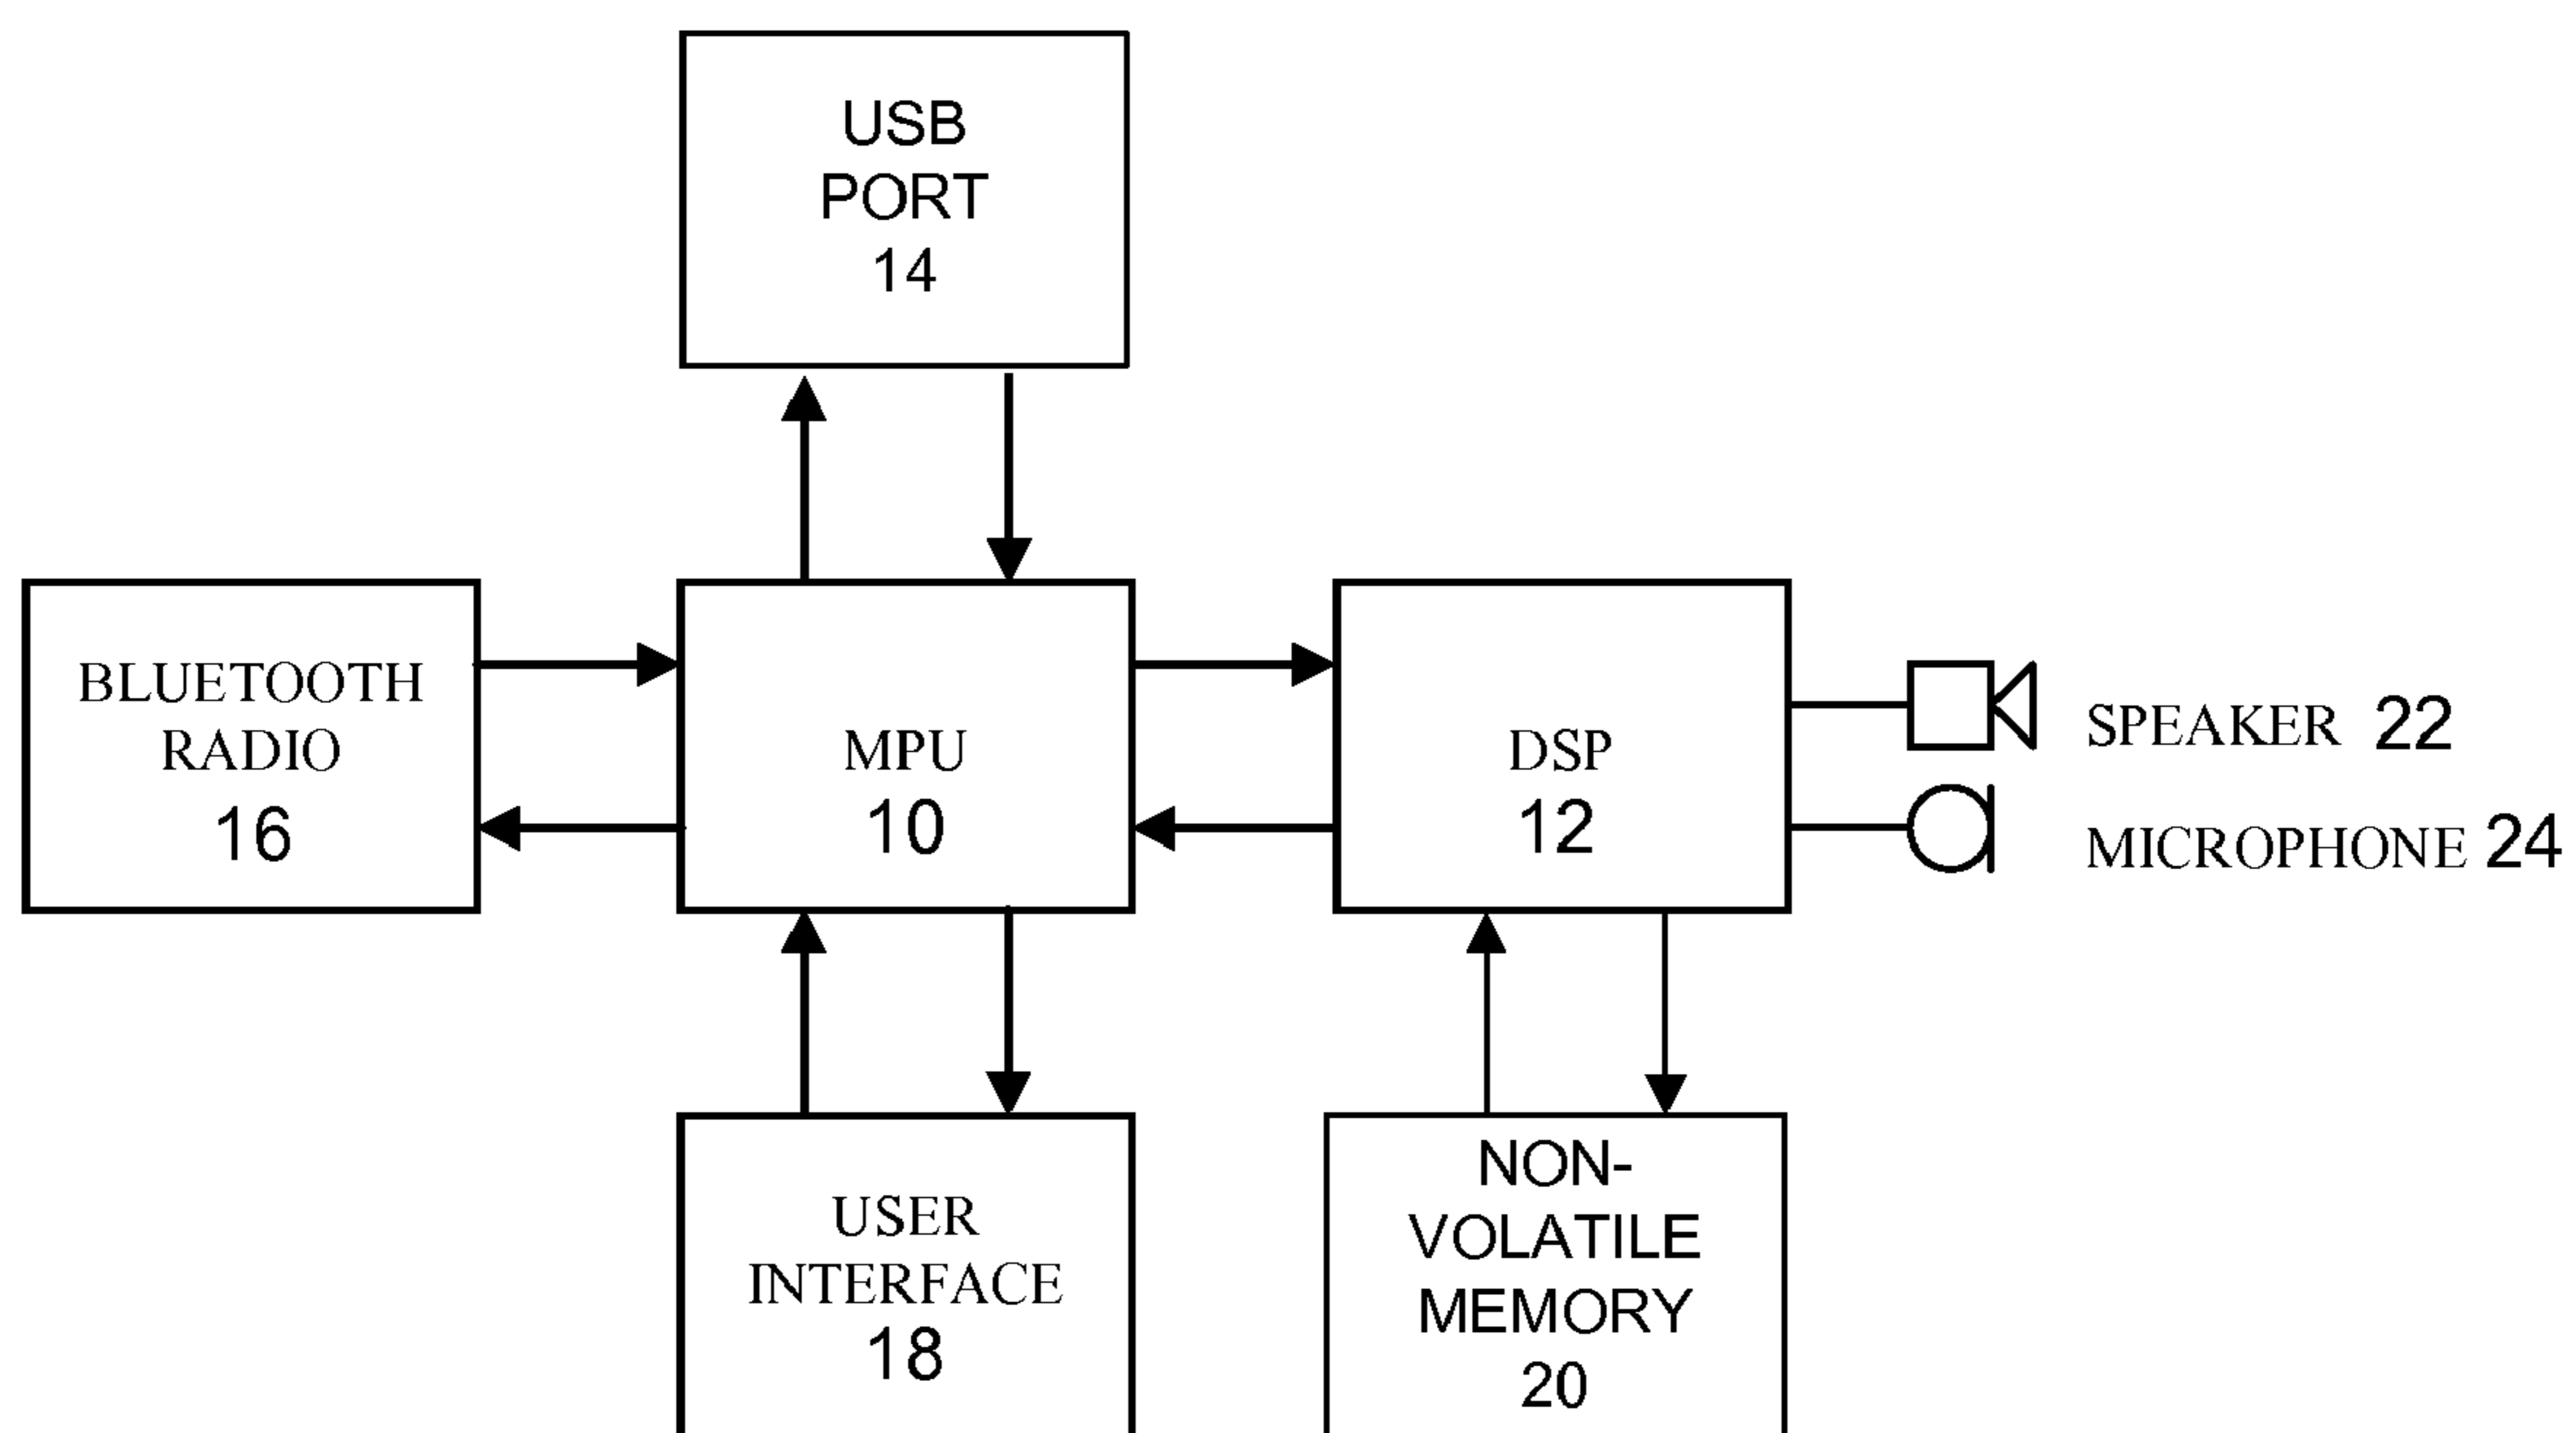 USB
PORT
14
BLUETOOTH
RADIO
16
MPU
10
DSP
12
SPEAKER 22
MICROPHONE 24
USER
INTERFACE
18
NON-
VOLATILE
MEMORY
20